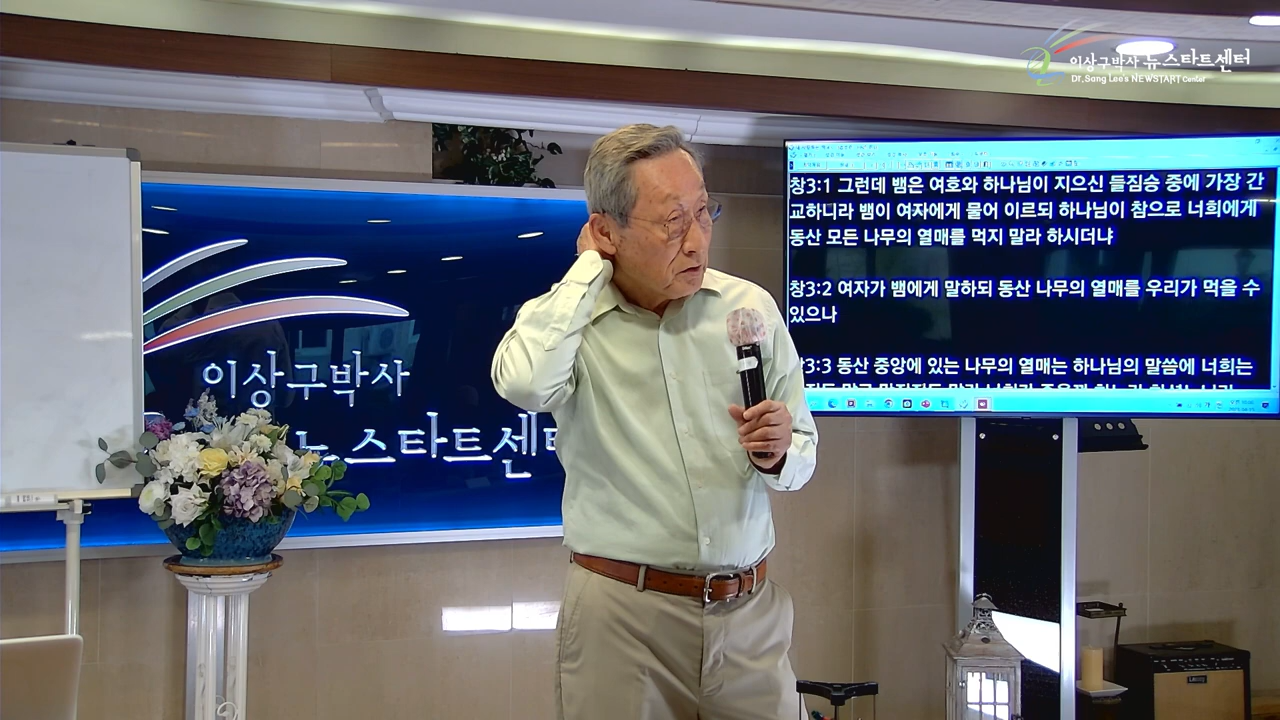 이상구박사 뉴스타트센터
Dr.Sang Lee's NEWSTART Center
창3:1 그런데 뱀은 여호와 하나님이 지으신 들짐승 중에 가장 간
교하니라 뱀이 여자에게 물어 이르되 하나님이 참으로 너희에게
동산 모든 나무의 열매를 먹지 말라 하시더냐
창3:2 여자가 뱀에게 말하되 동산 나무의 열매를 우리가 먹을 수
있으나
창3:3 동산 중앙에 있는 나무의 열매는 하나님의 말씀에 너희는
이상구박사
뉴스타트센터
LANEY